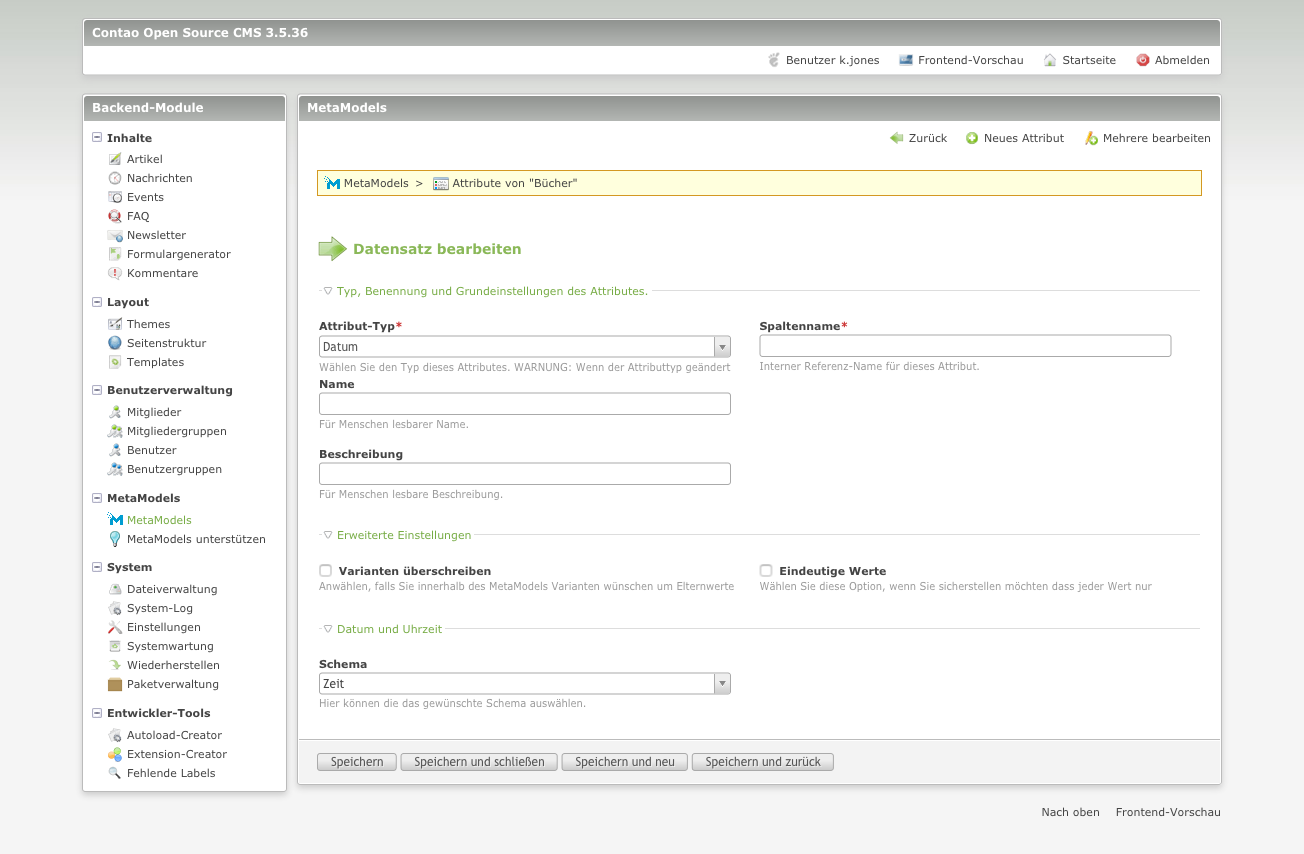 Contao Open Source CMS 3.5.36
Benutzer k.jones Frontend-Vorschau Startseite Abmelden
Backend-Module
Inhalte
Artikel
Nachrichten
Events
FAQ
Newsletter
Formulargenerator
Kommentare
Layout
Themes
Seitenstruktur
Templates
Benutzerverwaltung
Mitglieder
Mitgliedergruppen
Benutzer
Benutzergruppen
MetaModels
MetaModels
MetaModels unterstützen
System
Dateiverwaltung
System-Log
Einstellungen
Systemwartung
Wiederherstellen
Paketverwaltung
Entwickler-Tools
Autoload-Creator
Extension-Creator
Fehlende Labels
MetaModels
Zurück Neues Attribut Mehrere bearbeiten
MetaModels > Attribute von "Bücher"
Datensatz bearbeiten
Typ, Benennung und Grundeinstellungen des Attributes.
Attribut-Typ*
Datum
Wählen Sie den Typ dieses Attributes. WARNUNG: Wenn der Attributtyp geändert
Spaltenname*
Interner Referenz-Name für dieses Attribut.
Name
Für Menschen lesbarer Name.
Beschreibung
Für Menschen lesbare Beschreibung.
Erweiterte Einstellungen
Varianten überschreiben
Anwählen, falls Sie innerhalb des MetaModels Varianten wünschen um Elternwerte
Eindeutige Werte
Wählen Sie diese Option, wenn Sie sicherstellen möchten dass jeder Wert nur
Datum und Uhrzeit
Schema
Zeit
Hier können die das gewünschte Schema auswählen.
Speichern Speichern und schließen Speichern und neu Speichern und zurück
Nach oben Frontend-Vorschau